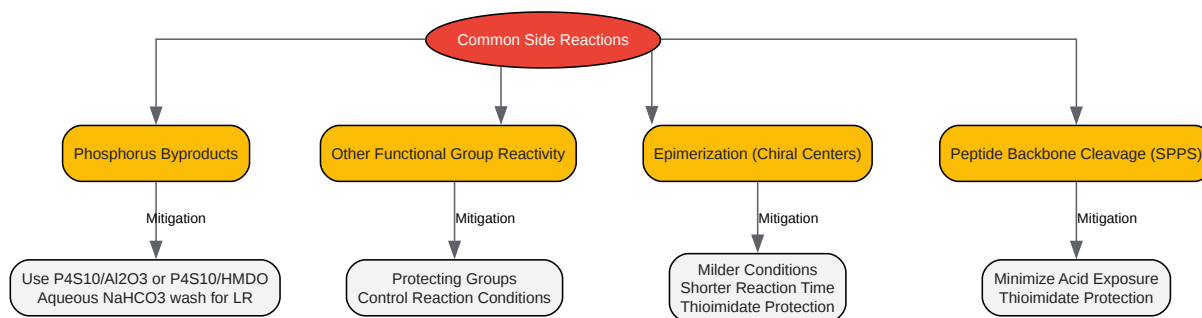 Common Side Reactions
Phosphorus Byproducts
Other Functional Group Reactivity
Epimerization (Chiral Centers)
Peptide Backbone Cleavage (SPPS)
Mitigation
Mitigation
Mitigation
Mitigation
Use P4S10/Al2O3 or P4S10/HMDO
Aqueous NaHCO3 wash for LR
Protecting Groups
Control Reaction Conditions
Milder Conditions
Shorter Reaction Time
Thioimidate Protection
Minimize Acid Exposure
Thioimidate Protection